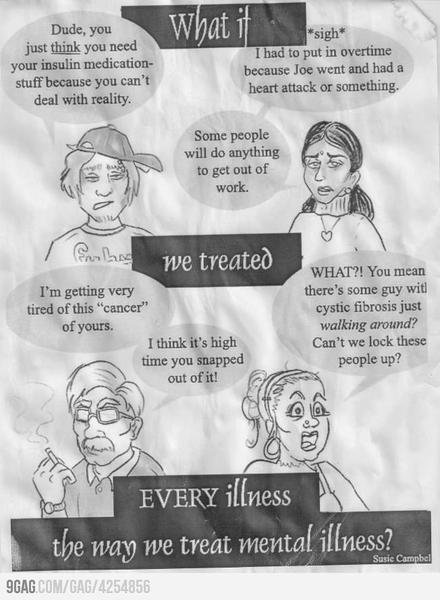 What if
Dude, you
just think you need
your insulin medication-
stuff because you can't
deal with reality.
*sigh*
I had to put in overtime
because Joe went and had a
heart attack or something.
Some people
will do anything
to get out of
work.
we treated
I'm getting very
tired of this "cancer"
of yours.
I think it's high
time you snapped
out of it!
WHAT?! You mean
there's some guy with
cystic fibrosis just
walking around?
Can't we lock these
people up?
EVERY illness
the way we treat mental illness?
Susie Campbel
9GAG.COM/GAG/4254856